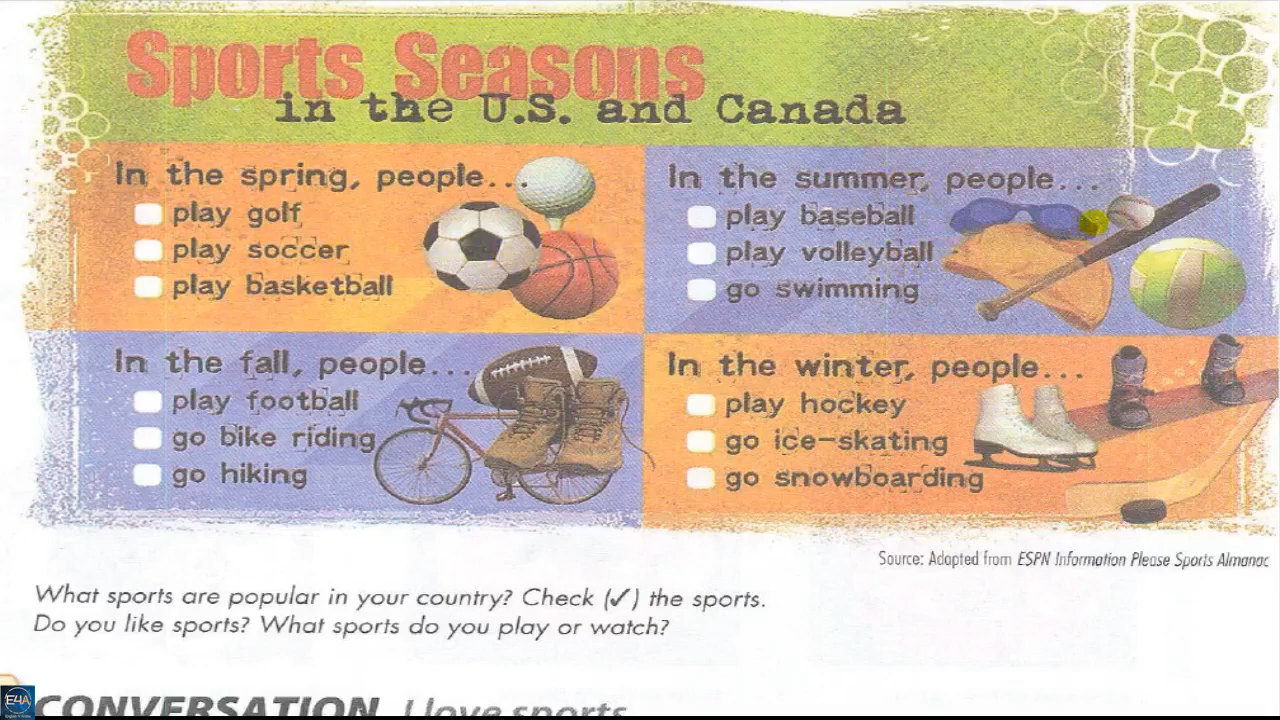 Sports Seasons
in the U.S. and Canada
In the spring, people...
play golf
play soccer
play basketball
In the summer, people...
play baseball
play volleyball
go swimming
In the fall, people...
play football
go bike riding
go hiking
In the winter, people...
play hockey
go ice-skating
go snowboarding
Source: Adapted from ESPN Information Please Sports Almanac
What sports are popular in your country? Check (✓) the sports.
Do you like sports? What sports do you play or watch?
E4A
CONVERSATION I love sports